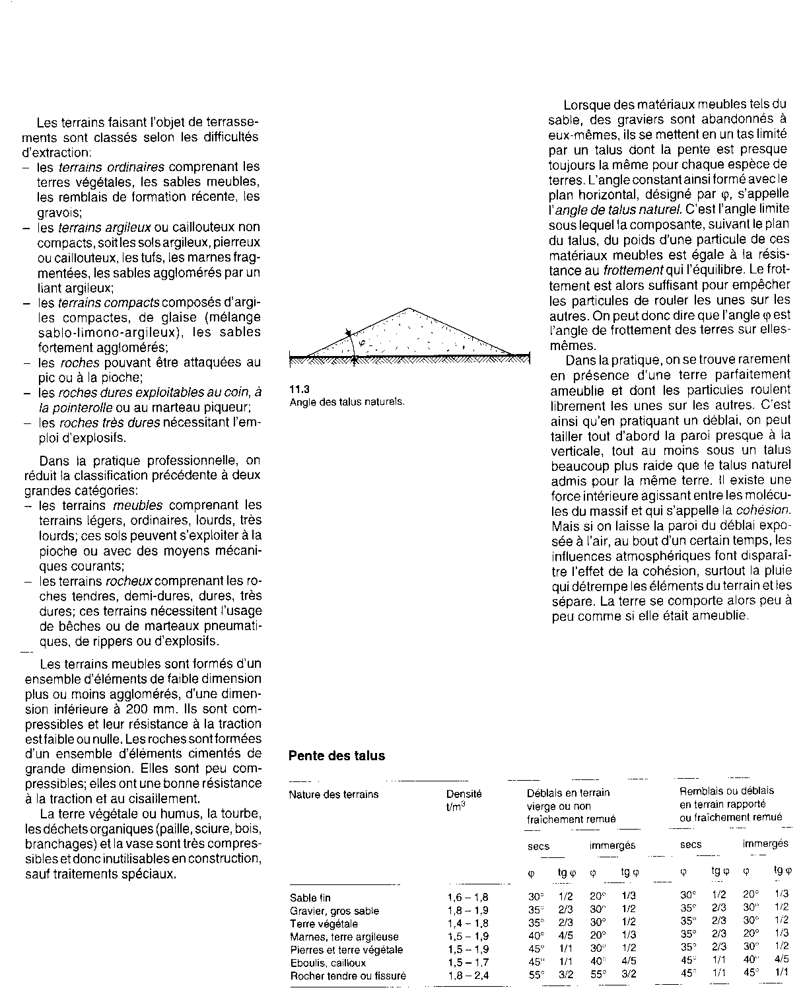 Les terrains faisant l'objet de terrasse-
ments sont classés selon les difficultés
d'extraction:
– les terrains ordinaires comprenant les
terres végétales, les sables meubles,
les remblais de formation récente, les
gravois;
– les terrains argileux ou caillouteux non
compacts, soit les sols argileux, pierreux
ou caillouteux, les tufs, les marnes frag-
mentées, les sables agglomérés par un
liant argileux;
– les terrains compacts composés d'argi-
les compactes, de glaise (mélange
sablo-limono-argileux), les sables
fortement agglomérés;
– les roches pouvant être attaquées au
pic ou à la pioche;
– les roches dures exploitables au coin, à
la pointerolle ou au marteau piqueur;
– les roches très dures nécessitant l'em-
ploi d'explosifs.
Dans la pratique professionnelle, on
réduit la classification précédente à deux
grandes catégories:
– les terrains meubles comprenant les
terrains légers, ordinaires, lourds, très
lourds; ces sols peuvent s'exploiter à la
pioche ou avec des moyens mécani-
ques courants;
– les terrains rocheux comprenant les ro-
ches tendres, demi-dures, dures, très
dures; ces terrains nécessitent l'usage
de bêches ou de marteaux pneumati-
ques, de rippers ou d'explosifs.
Les terrains meubles sont formés d'un
ensemble d'éléments de faible dimension
plus ou moins agglomérés, d'une dimen-
sion inférieure à 200 mm. Ils sont com-
pressibles et leur résistance à la traction
est faible ou nulle. Les roches sont formées
d'un ensemble d'éléments cimentés de
grande dimension. Elles sont peu com-
pressibles; elles ont une bonne résistance
à la traction et au cisaillement.
La terre végétale ou humus, la tourbe,
les déchets organiques (paille, sciure, bois,
branchages) et la vase sont très compres-
sibles et donc inutilisables en construction,
sauf traitements spéciaux.
φ
11.3
Angle des talus naturels.
Lorsque des matériaux meubles tels du
sable, des graviers sont abandonnés à
eux-mêmes, ils se mettent en un tas limité
par un talus dont la pente est presque
toujours la même pour chaque espèce de
terres. L'angle constant ainsi formé avec le
plan horizontal, désigné par φ, s'appelle
l'angle de talus naturel. C'est l'angle limite
sous lequel la composante, suivant le plan
du talus, du poids d'une particule de ces
matériaux meubles est égale à la résis-
tance au frottement qui l'équilibre. Le frot-
tement est alors suffisant pour empêcher
les particules de rouler les unes sur les
autres. On peut donc dire que l'angle φ est
l'angle de frottement des terres sur elles-
mêmes.
Dans la pratique, on se trouve rarement
en présence d'une terre parfaitement
ameublie et dont les particules roulent
librement les unes sur les autres. C'est
ainsi qu'en pratiquant un déblai, on peut
tailler tout d'abord la paroi presque à la
verticale, tout au moins sous un talus
beaucoup plus raide que le talus naturel
admis pour la même terre. Il existe une
force intérieure agissant entre les molécu-
les du massif et qui s'appelle la cohésion.
Mais si on laisse la paroi du déblai expo-
sée à l'air, au bout d'un certain temps, les
influences atmosphériques font disparaî-
tre l'effet de la cohésion, surtout la pluie
qui détrempe les éléments du terrain et les
sépare. La terre se comporte alors peu à
peu comme si elle était ameublie.
Pente des talus
Nature des terrains Densité Déblais en terrain Remblais ou déblais
t/m³ vierge ou non en terrain rapporté
fraîchement remué ou fraîchement remué
secs immergés secs immergés
φ tg φ φ tg φ φ tg φ φ tg φ
Sable fin 1,6 – 1,8 30° 1/2 20° 1/3 30° 1/2 20° 1/3
Gravier, gros sable 1,8 – 1,9 35° 2/3 30° 1/2 35° 2/3 30° 1/2
Terre végétale 1,4 – 1,8 35° 2/3 30° 1/2 35° 2/3 30° 1/2
Marnes, terre argileuse 1,5 – 1,9 40° 4/5 20° 1/3 35° 2/3 20° 1/3
Pierres et terre végétale 1,5 – 1,9 45° 1/1 30° 1/2 35° 2/3 30° 1/2
Eboulis, cailloux 1,5 – 1,7 45° 1/1 40° 4/5 45° 1/1 40° 4/5
Rocher tendre ou fissuré 1,8 – 2,4 55° 3/2 55° 3/2 45° 1/1 45° 1/1